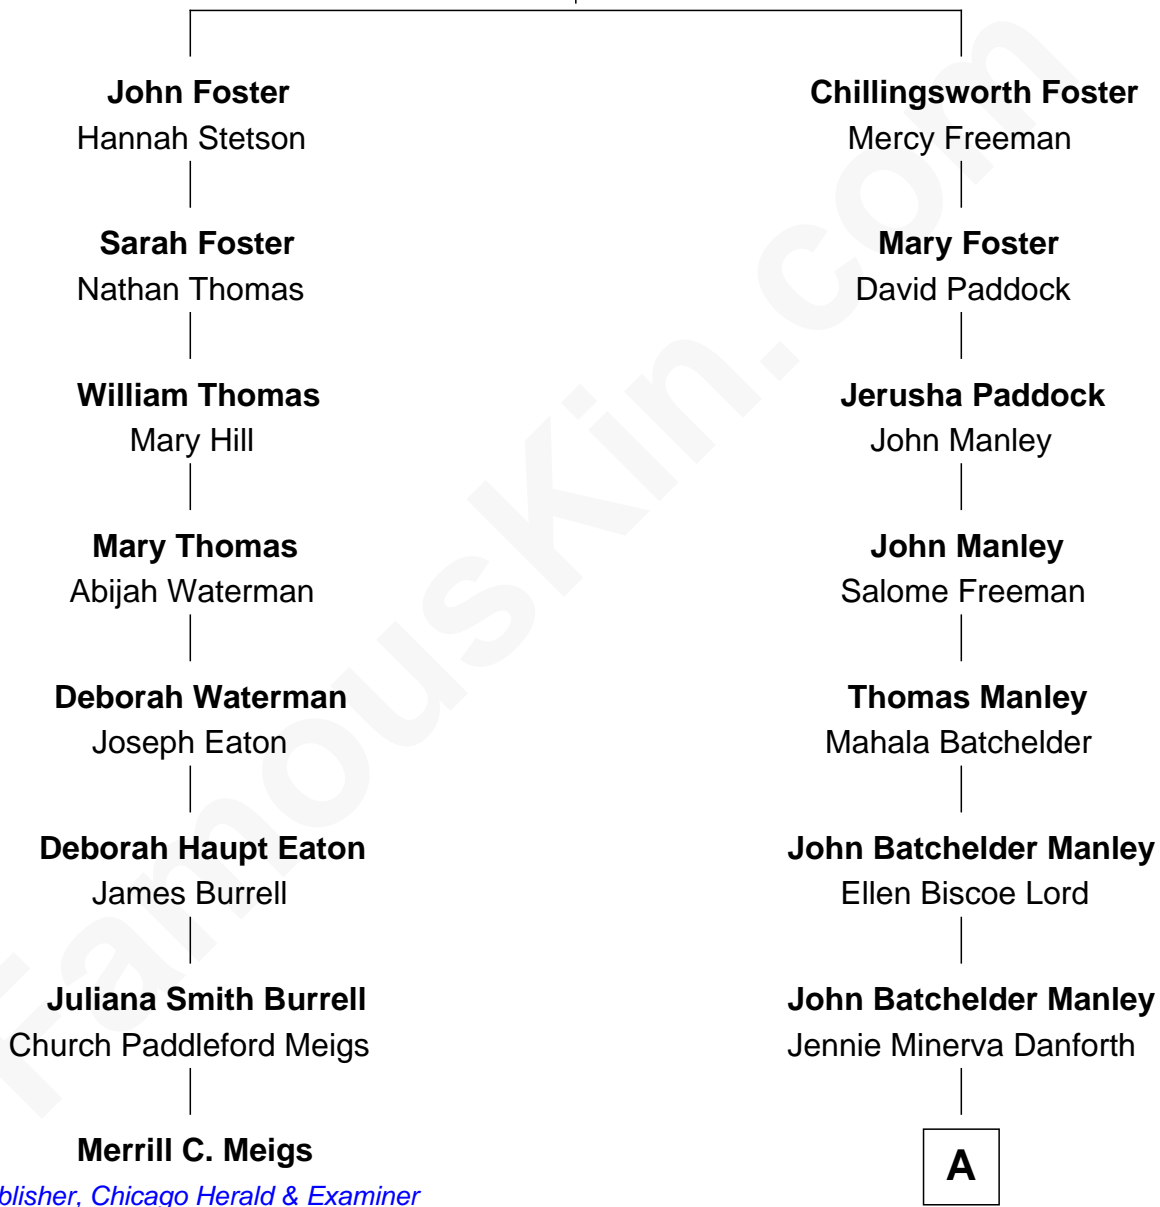 John Foster
Hannah Stetson
Sarah Foster
Nathan Thomas
William Thomas
Mary Hill
Mary Thomas
Abijah Waterman
Deborah Waterman
Joseph Eaton
Deborah Haupt Eaton
James Burrell
Juliana Smith Burrell
Church Paddleford Meigs
Merrill C. Meigs
blisher, Chicago Herald & Examiner
Chillingsworth Foster
Mercy Freeman
Mary Foster
David Paddock
Jerusha Paddock
John Manley
John Manley
Salome Freeman
Thomas Manley
Mahala Batchelder
John Batchelder Manley
Ellen Biscoe Lord
John Batchelder Manley
Jennie Minerva Danforth
A
FamousKin.com